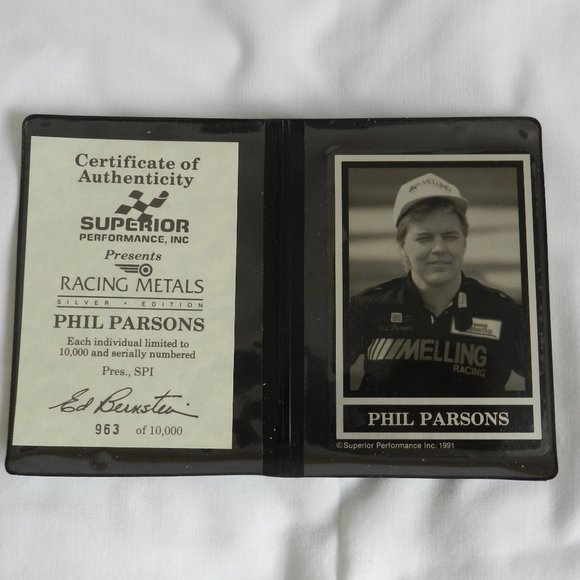 Certificate of
Authenticity
SUPERIOR
PERFORMANCE, INC
Presents
RACING METALS
SILVER • EDITION
PHIL PARSONS
Each individual limited to
10,000 and serially numbered
Pres., SPI
Ed Bernstein
963 of 10,000
MELLING
MELLING
RACING
PHIL PARSONS
© Superior Performance Inc. 1991